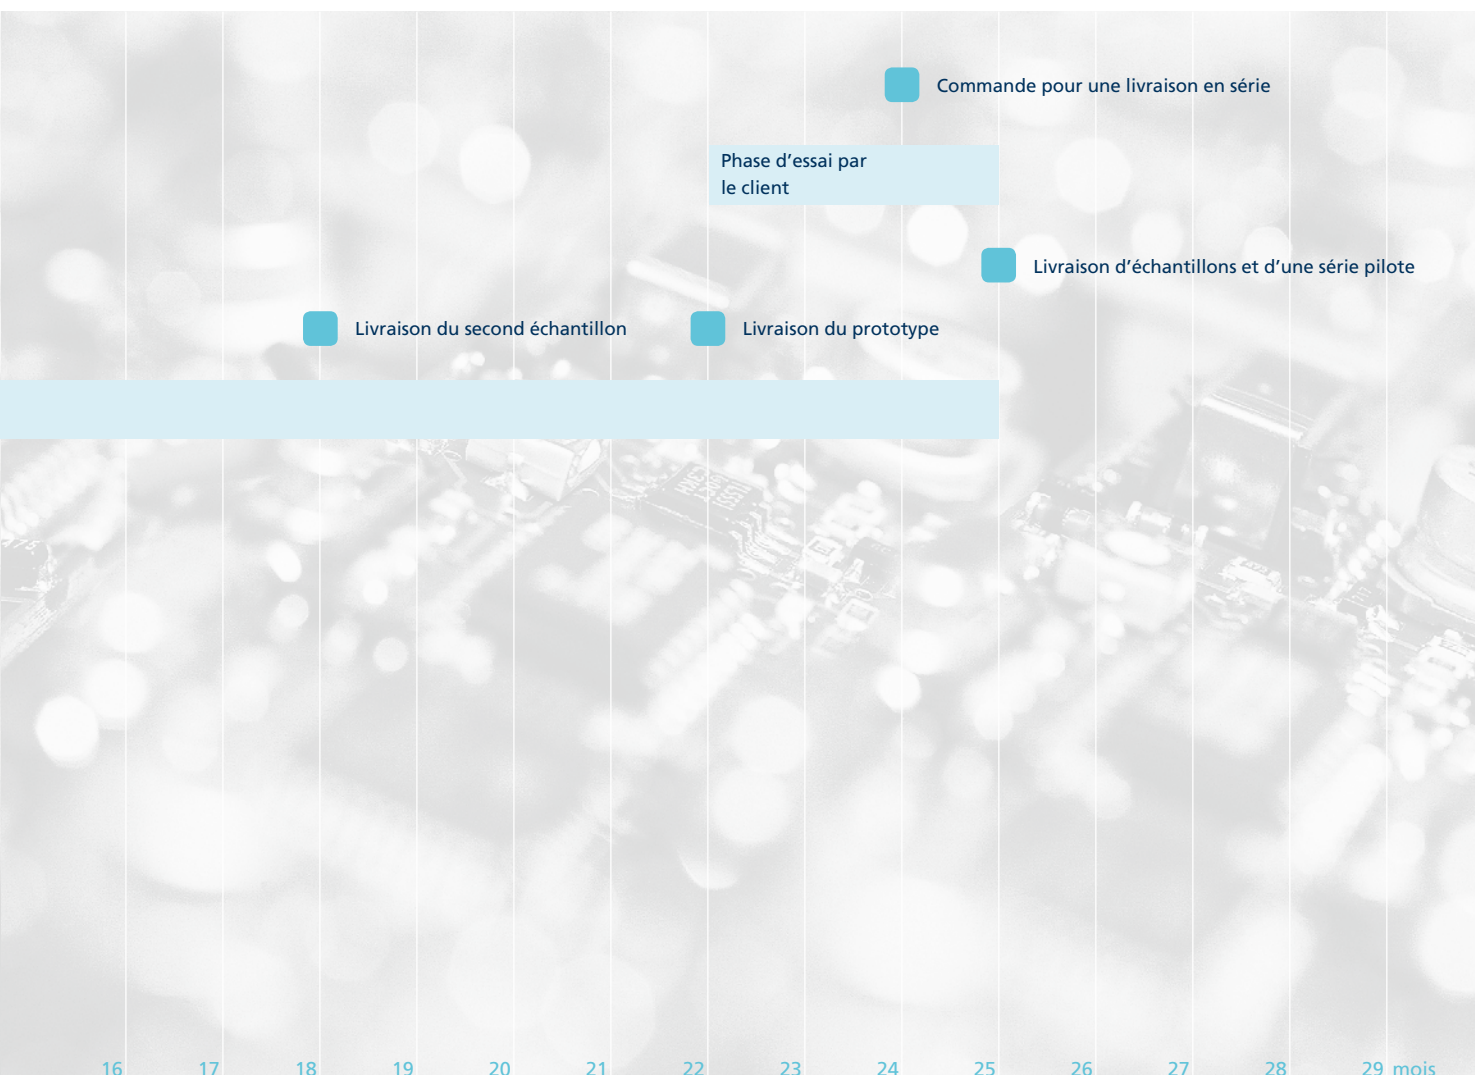 Commande pour une livraison en série
Phase d’essai par
le client
Livraison d’échantillons et d’une série pilote
Livraison du second échantillon
Livraison du prototype
16 17 18 19 20 21 22 23 24 25 26 27 28 29 mois